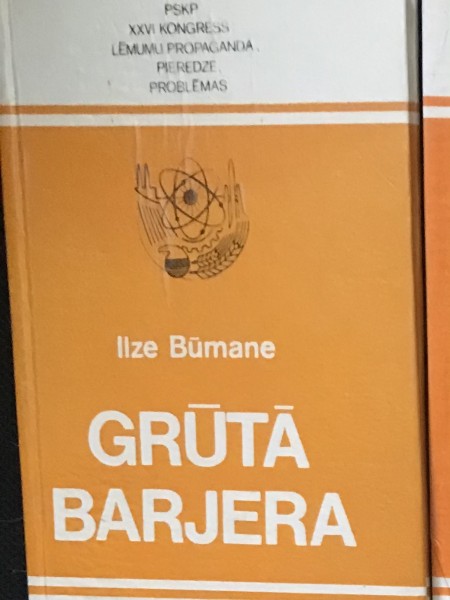 PSKP
XXVI KONGRESS
LĒMUMU PROPAGANDA.
PIEREDZE.
PROBLĒMAS
Ilze Būmane
GRŪTĀ
BARJERA